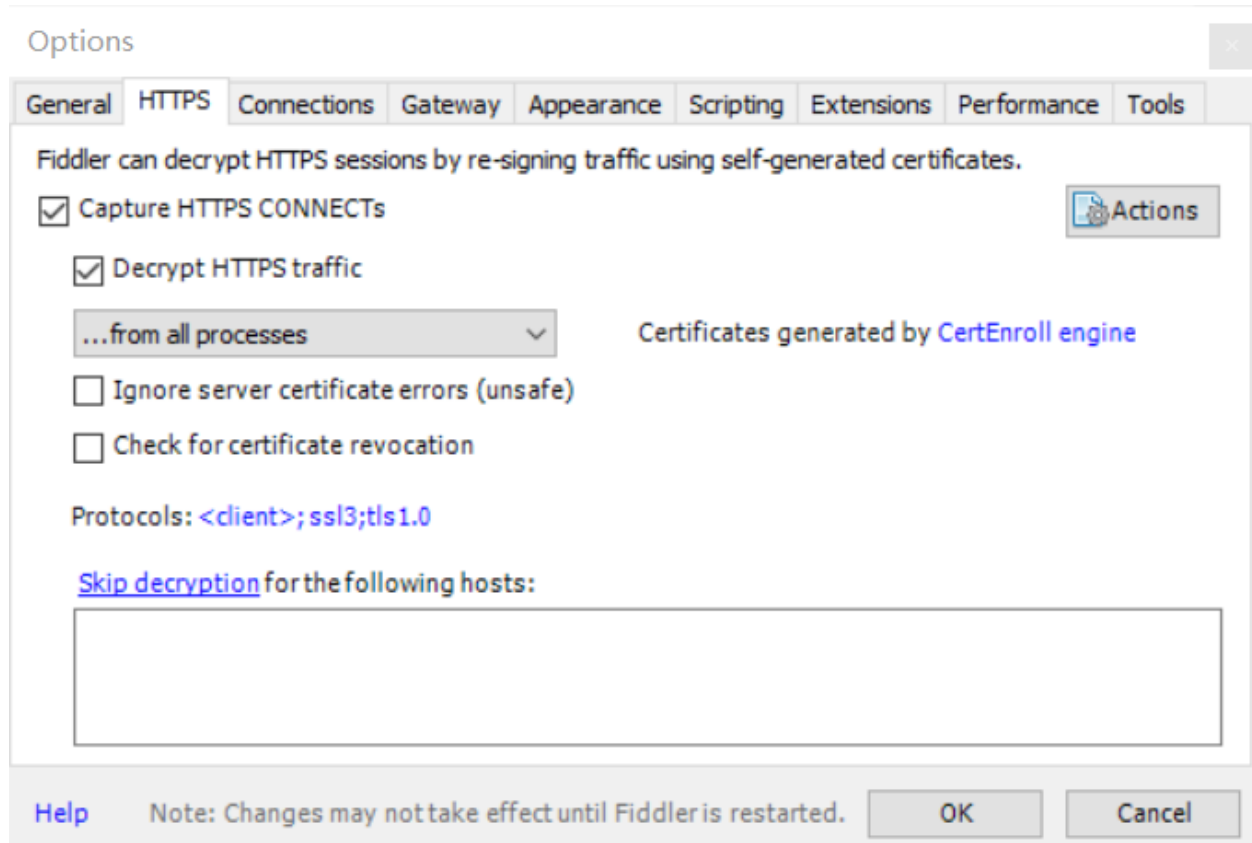 Options
General HTTPS Connections Gateway Appearance Scripting Extensions Performance Tools
Fiddler can decrypt HTTPS sessions by re-signing traffic using self-generated certificates.
Capture HTTPS CONNECTs
Actions
Decrypt HTTPS traffic
...from all processes
Certificates generated by CertEnroll engine
Ignore server certificate errors (unsafe)
Check for certificate revocation
Protocols: <client>;ssl3;tls1.0
Skip decryption for the following hosts:
Help
Note: Changes may not take effect until Fiddler is restarted.
OK
Cancel